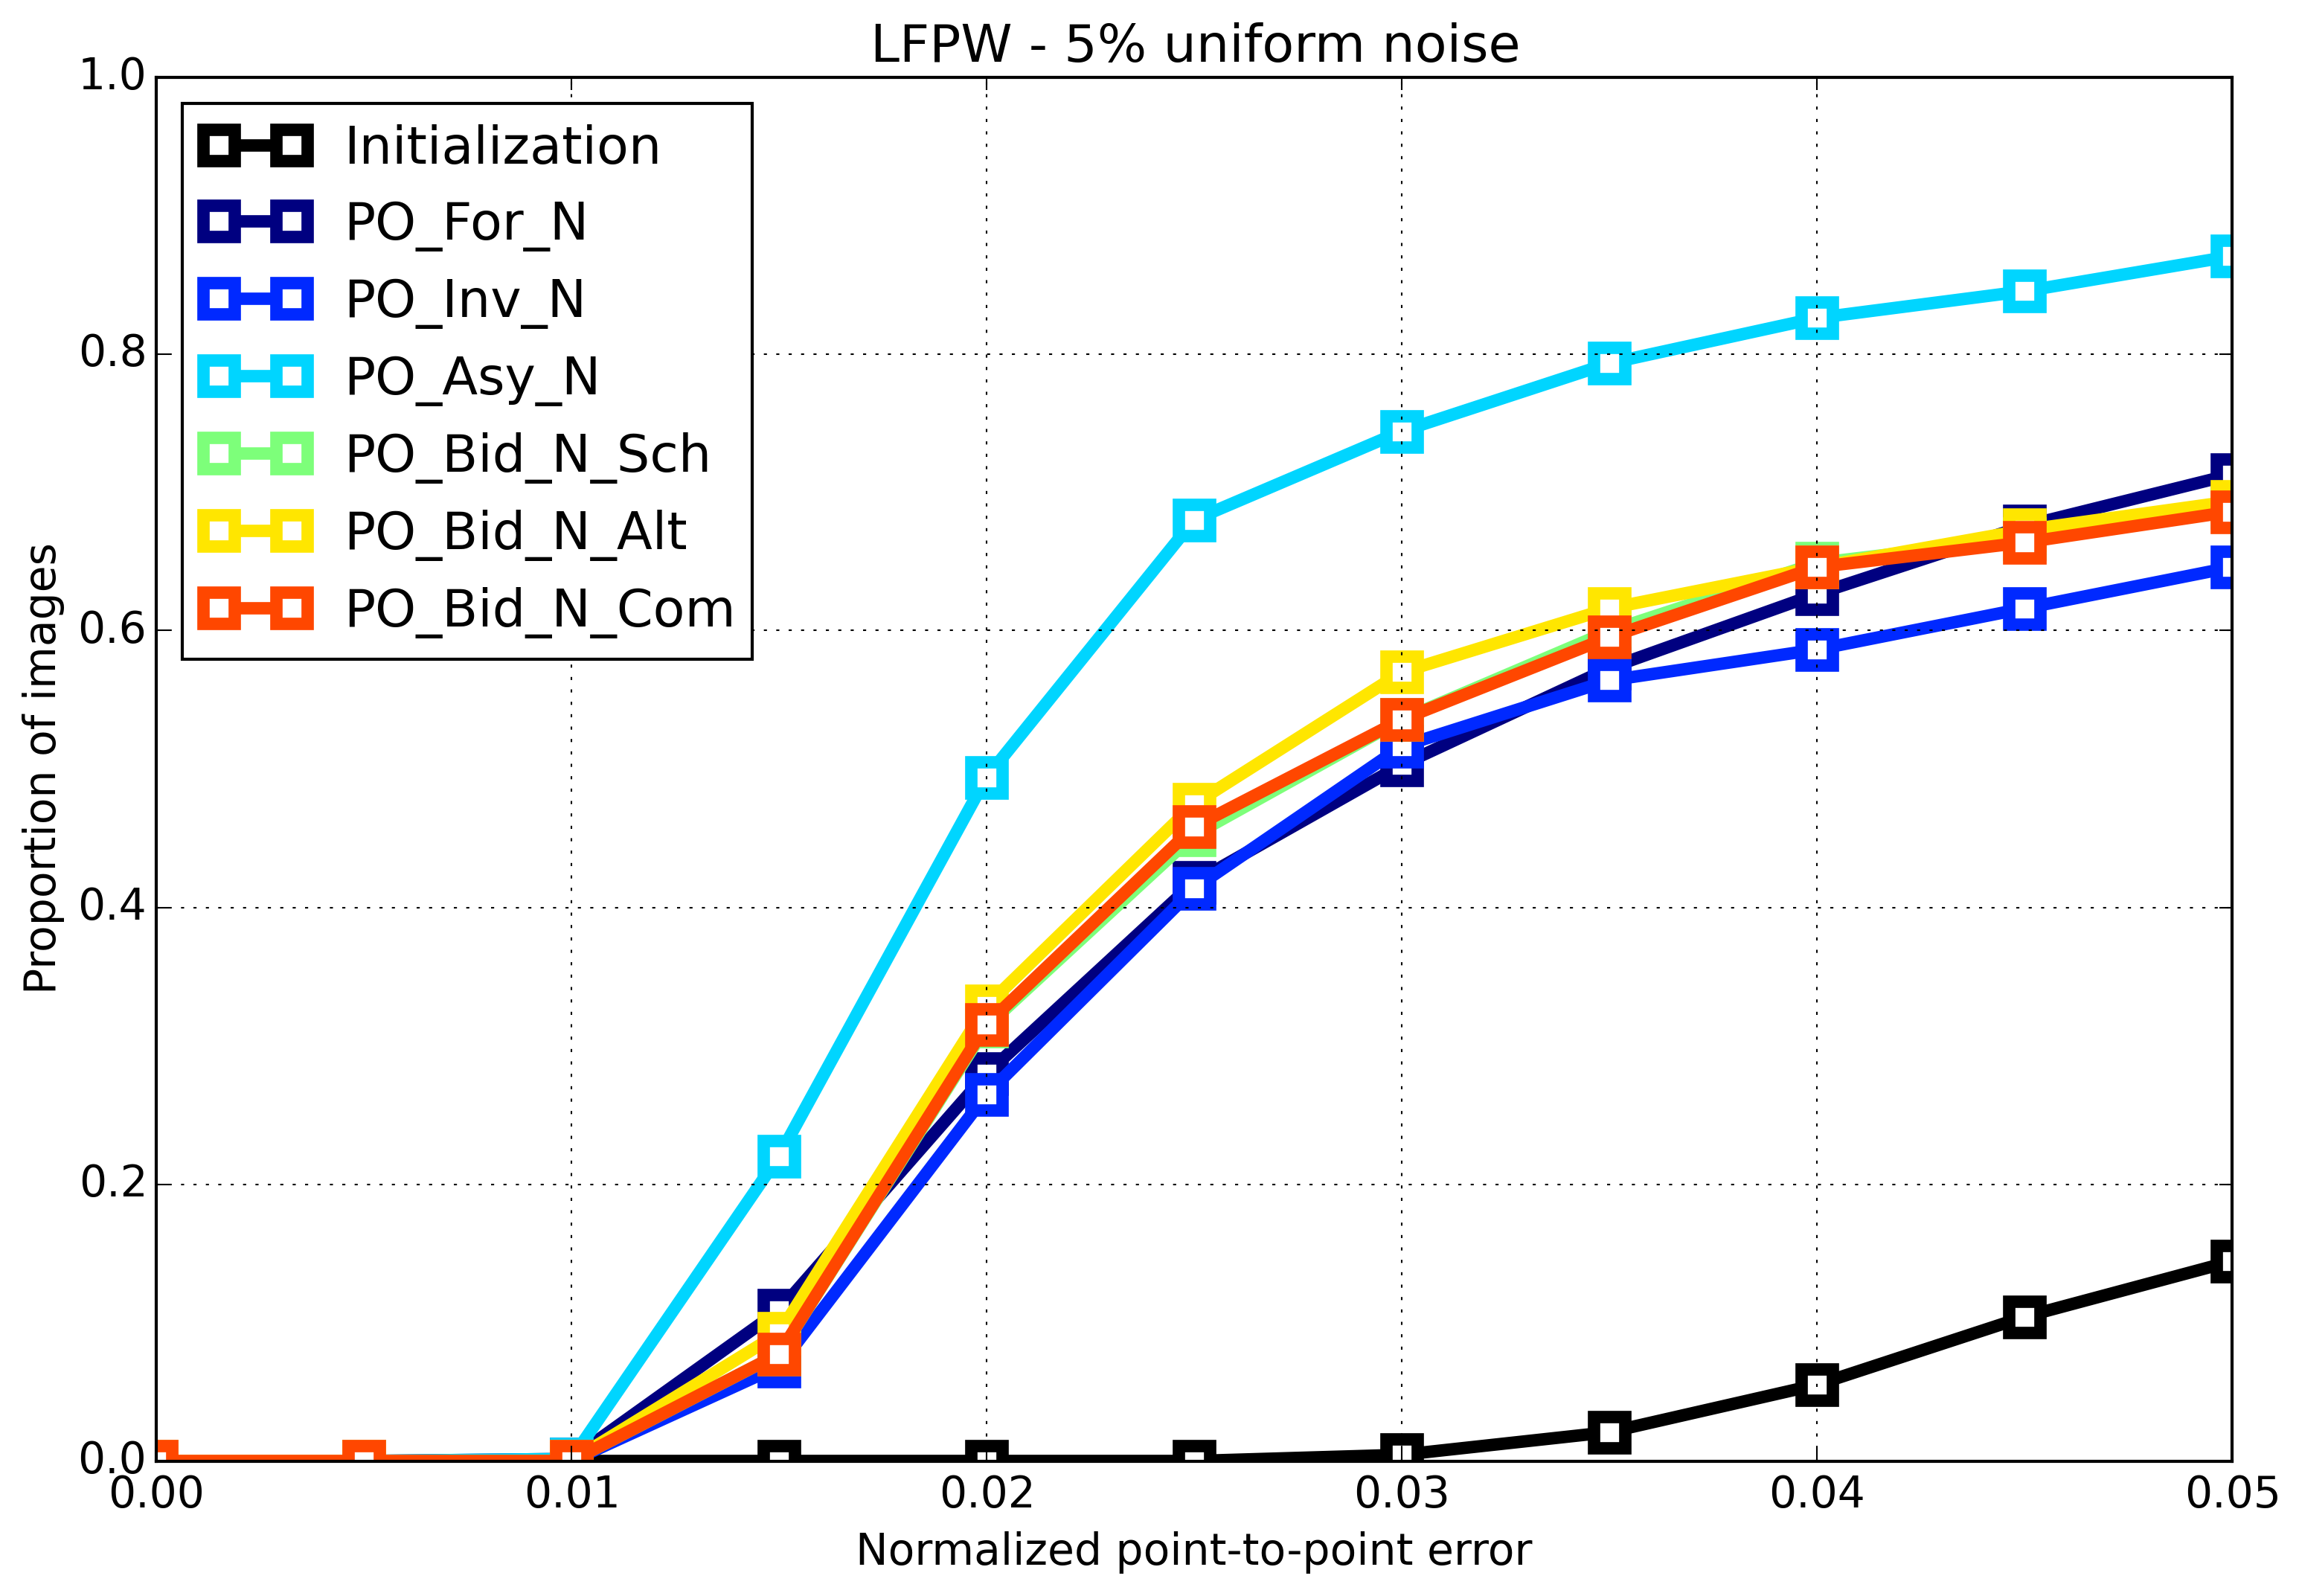 LFPW - 5% uniform noise
1.0
0.8
0.6
0.4
0.2
0.0
Proportion of images
Initialization
PO_For_N
PO_Inv_N
PO_Asy_N
PO_Bid_N_Sch
PO_Bid_N_Alt
PO_Bid_N_Com
0.00 0.01 0.02 0.03 0.04 0.05
Normalized point-to-point error